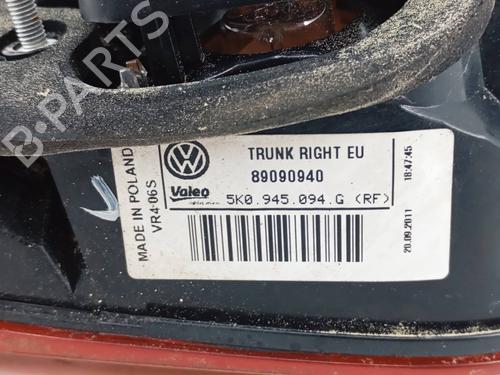 B-PARTS
MADE IN POLAND
VR4-06S
VW
TRUNK RIGHT EU
89090940
Valeo
5K0.945.094.G (RF)
18:47:45
20.09.2011